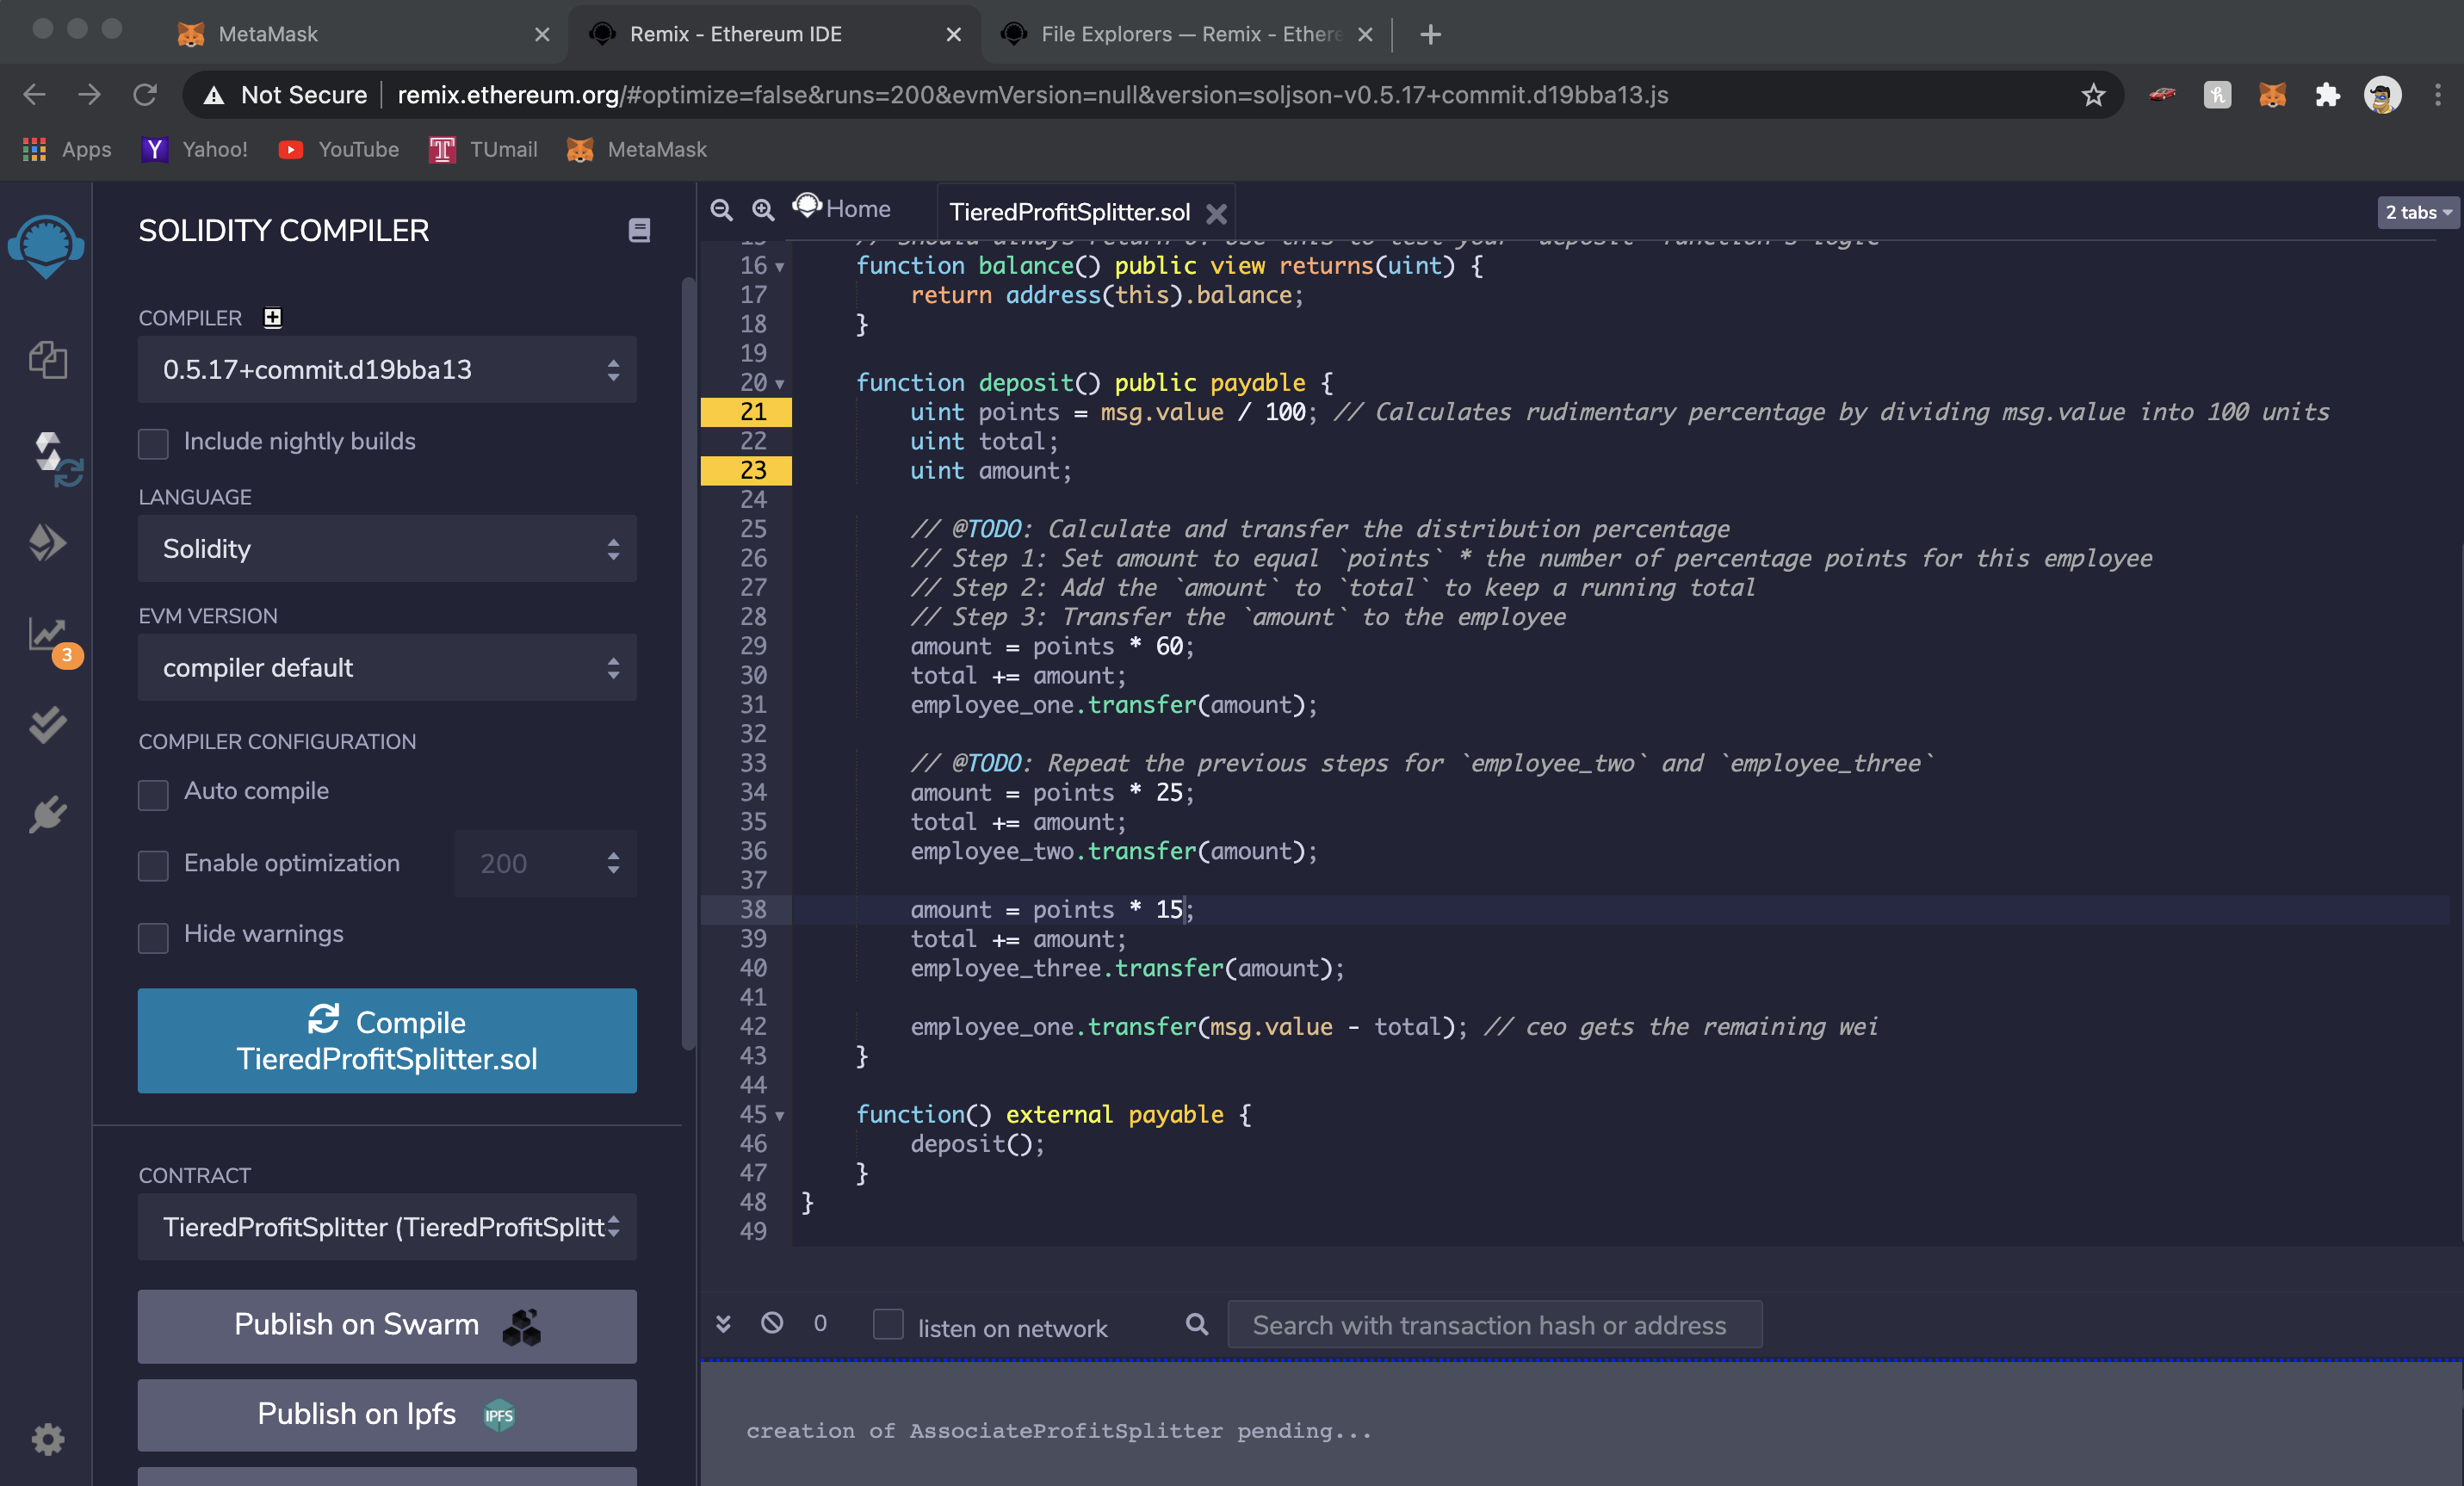 MetaMask
Remix - Ethereum IDE
File Explorers — Remix - Ethere
Not Secure
remix.ethereum.org/#optimize=false&runs=200&evmVersion=null&version=soljson-v0.5.17+commit.d19bba13.js
Apps
Yahoo!
YouTube
TUmail
MetaMask
SOLIDITY COMPILER
COMPILER
0.5.17+commit.d19bba13
Include nightly builds
LANGUAGE
Solidity
EVM VERSION
compiler default
3
COMPILER CONFIGURATION
Auto compile
Enable optimization
200
Hide warnings
Compile
TieredProfitSplitter.sol
CONTRACT
TieredProfitSplitter (TieredProfitSplitt
Publish on Swarm
Publish on Ipfs
IPFS
Home
TieredProfitSplitter.sol
2 tabs
15 // Should always return 0! Use this to test your `deposit` function's logic
16 function balance() public view returns(uint) {
17 return address(this).balance;
18 }
19
20 function deposit() public payable {
21 uint points = msg.value / 100; // Calculates rudimentary percentage by dividing msg.value into 100 units
22 uint total;
23 uint amount;
24
25 // @TODO: Calculate and transfer the distribution percentage
26 // Step 1: Set amount to equal `points` * the number of percentage points for this employee
27 // Step 2: Add the `amount` to `total` to keep a running total
28 // Step 3: Transfer the `amount` to the employee
29 amount = points * 60;
30 total += amount;
31 employee_one.transfer(amount);
32
33 // @TODO: Repeat the previous steps for `employee_two` and `employee_three`
34 amount = points * 25;
35 total += amount;
36 employee_two.transfer(amount);
37
38 amount = points * 15;
39 total += amount;
40 employee_three.transfer(amount);
41
42 employee_one.transfer(msg.value - total); // ceo gets the remaining wei
43 }
44
45 function() external payable {
46 deposit();
47 }
48 }
49
0
listen on network
Search with transaction hash or address
creation of AssociateProfitSplitter pending...